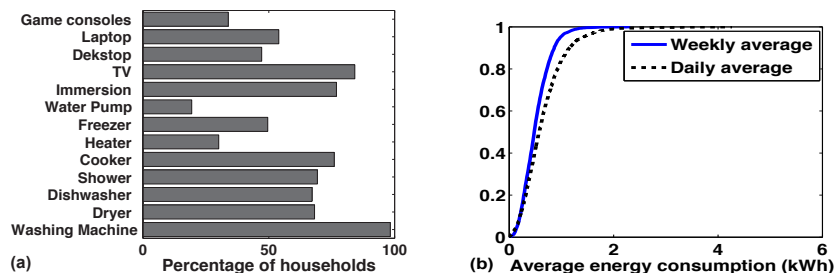 Game consoles
Laptop
Dekstop
TV
Immersion
Water Pump
Freezer
Heater
Cooker
Shower
Dishwasher
Dryer
Washing Machine
0 50 100
(a) Percentage of households
1
0.8
0.6
0.4
0.2
0
Weekly average
Daily average
0 2 4 6
(b) Average energy consumption (kWh)